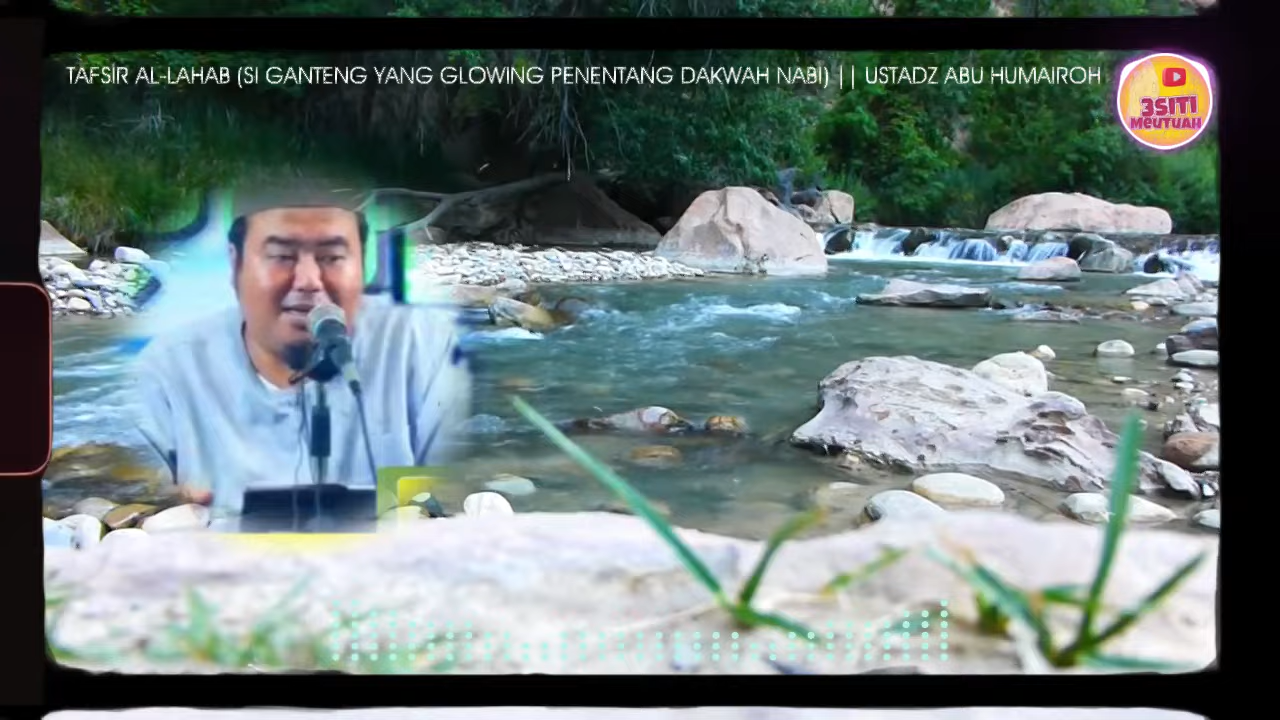 TAFSIR AL-LAHAB (SI GANTENG YANG GLOWING PENENTANG DAKWAH NABI) || USTADZ ABU HUMAIROH
3SITI
MEUTUAH